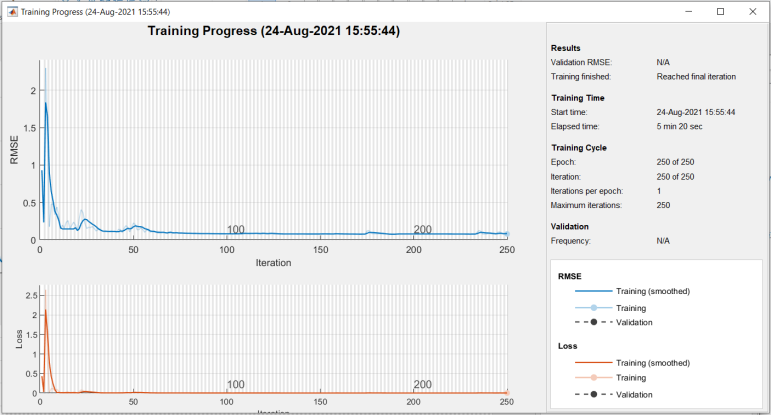 Training Progress (24-Aug-2021 15:55:44)
Training Progress (24-Aug-2021 15:55:44)
RMSE
2
1.5
1
0.5
0
100
200
0
50
100
150
200
250
Iteration
Loss
2.5
2
1.5
1
0.5
0
100
200
0
50
100
150
200
250
Iteration
Results
Validation RMSE: N/A
Training finished: Reached final iteration
Training Time
Start time: 24-Aug-2021 15:55:44
Elapsed time: 5 min 20 sec
Training Cycle
Epoch: 250 of 250
Iteration: 250 of 250
Iterations per epoch: 1
Maximum iterations: 250
Validation
Frequency: N/A
RMSE
Training (smoothed)
Training
Validation
Loss
Training (smoothed)
Training
Validation